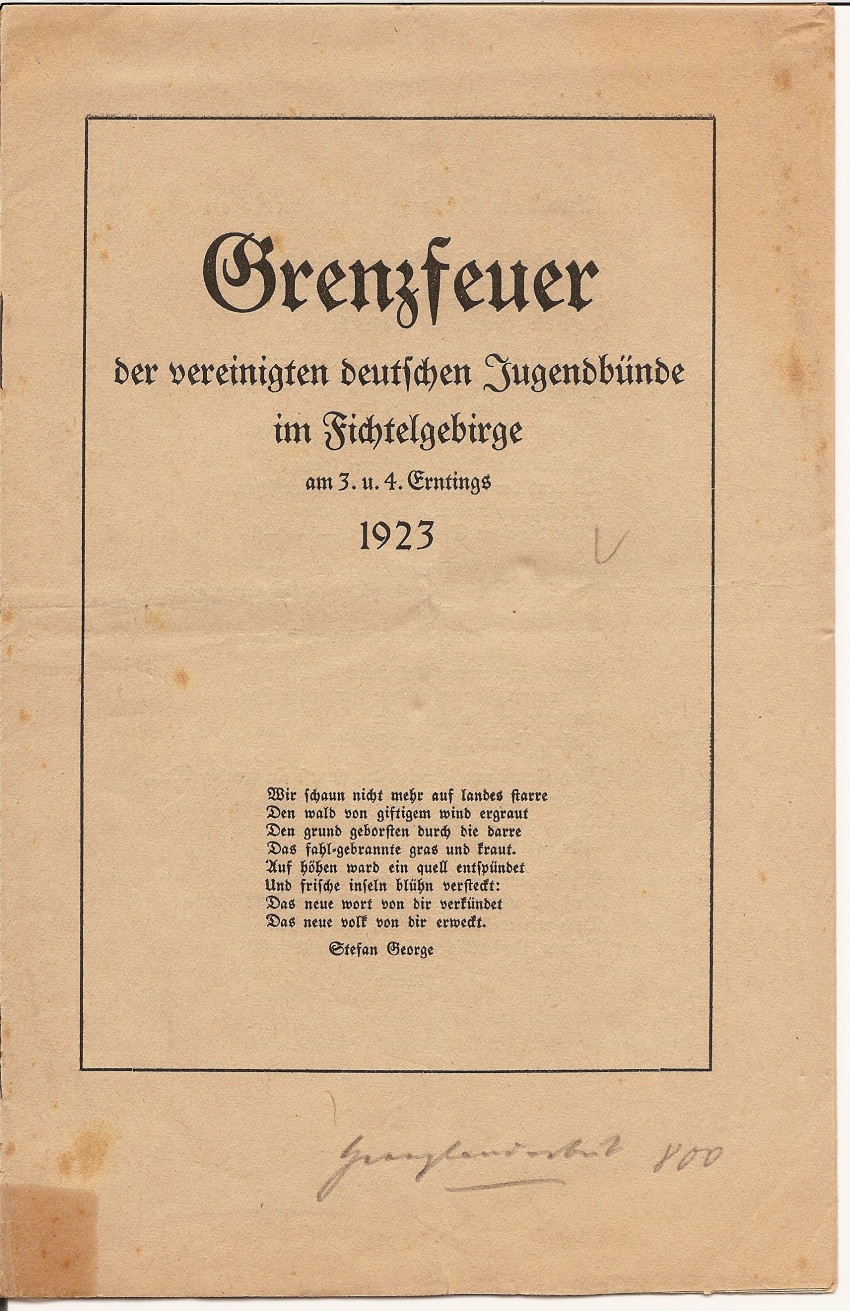 Grenzfeuer
der vereinigten deutschen Jugendbünde
im Fichtelgebirge
am 3. u. 4. Erntings
1923
Wir schaun nicht mehr auf landes starre
Den wald von giftigem wind ergraut
Den grund geborsten durch die darre
Das fahl-gebrannte gras und kraut.
Auf höhen ward ein quell entspündet
Und frische inseln blühn versteckt:
Das neue wort von dir verkündet
Das neue volk von dir erweckt.
Stefan George
800